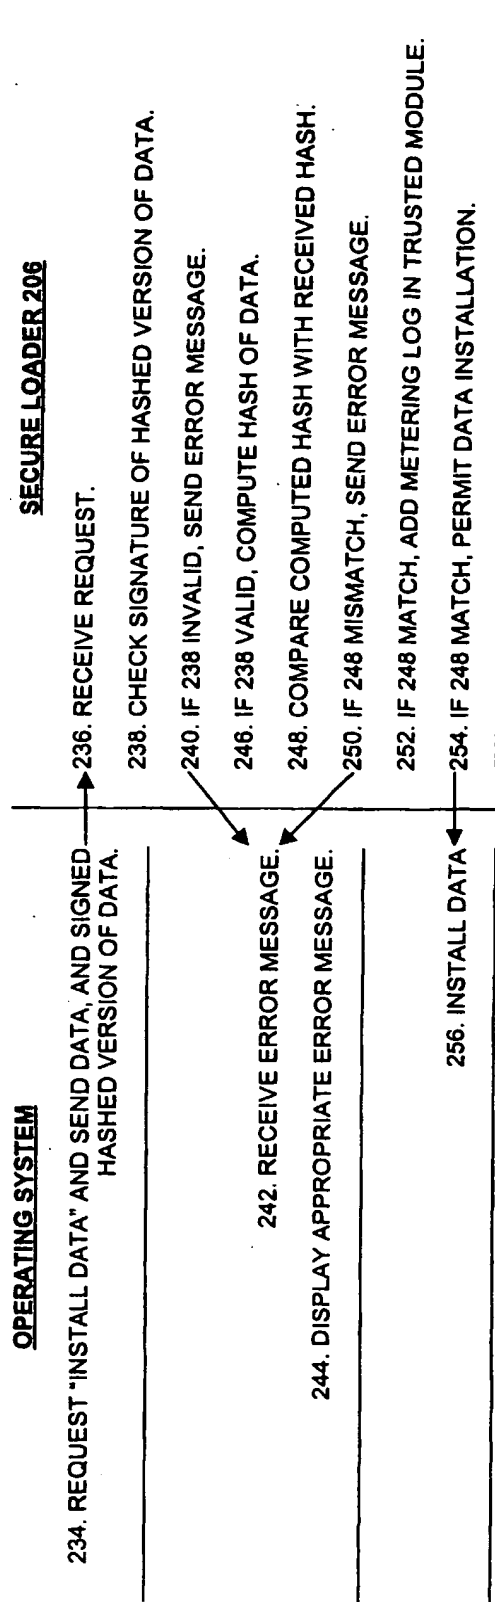 OPERATING SYSTEM
SECURE LOADER 206
234. REQUEST "INSTALL DATA" AND SEND DATA, AND SIGNED
HASHED VERSION OF DATA.
236. RECEIVE REQUEST.
238. CHECK SIGNATURE OF HASHED VERSION OF DATA.
240. IF 238 INVALID, SEND ERROR MESSAGE.
242. RECEIVE ERROR MESSAGE.
246. IF 238 VALID, COMPUTE HASH OF DATA.
244. DISPLAY APPROPRIATE ERROR MESSAGE.
248. COMPARE COMPUTED HASH WITH RECEIVED HASH.
250. IF 248 MISMATCH, SEND ERROR MESSAGE.
252. IF 248 MATCH, ADD METERING LOG IN TRUSTED MODULE.
256. INSTALL DATA
254. IF 248 MATCH, PERMIT DATA INSTALLATION.